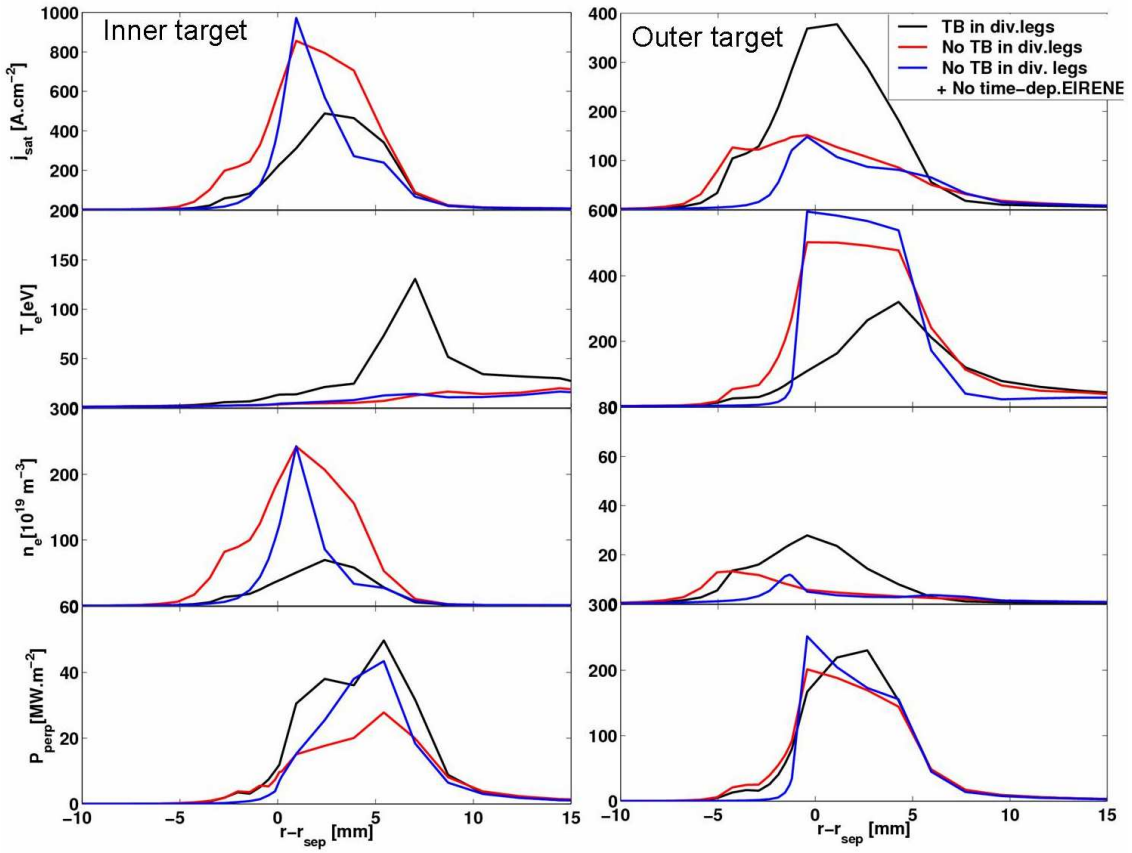 Inner target
1000
800
600
400
200
200
j_sat [A.cm⁻²]
150
100
50
300
T_e[eV]
200
100
60
n_e[10¹⁹ m⁻³]
40
20
0
P_perp[MW.m⁻²]
−10 −5 0 5 10 15
r−r_sep [mm]
Outer target
TB in div.legs
No TB in div.legs
No TB in div. legs
+ No time−dep.EIRENE
400
300
200
100
600
400
200
80
60
40
20
300
200
100
0
−10 −5 0 5 10 15
r−r_sep [mm]